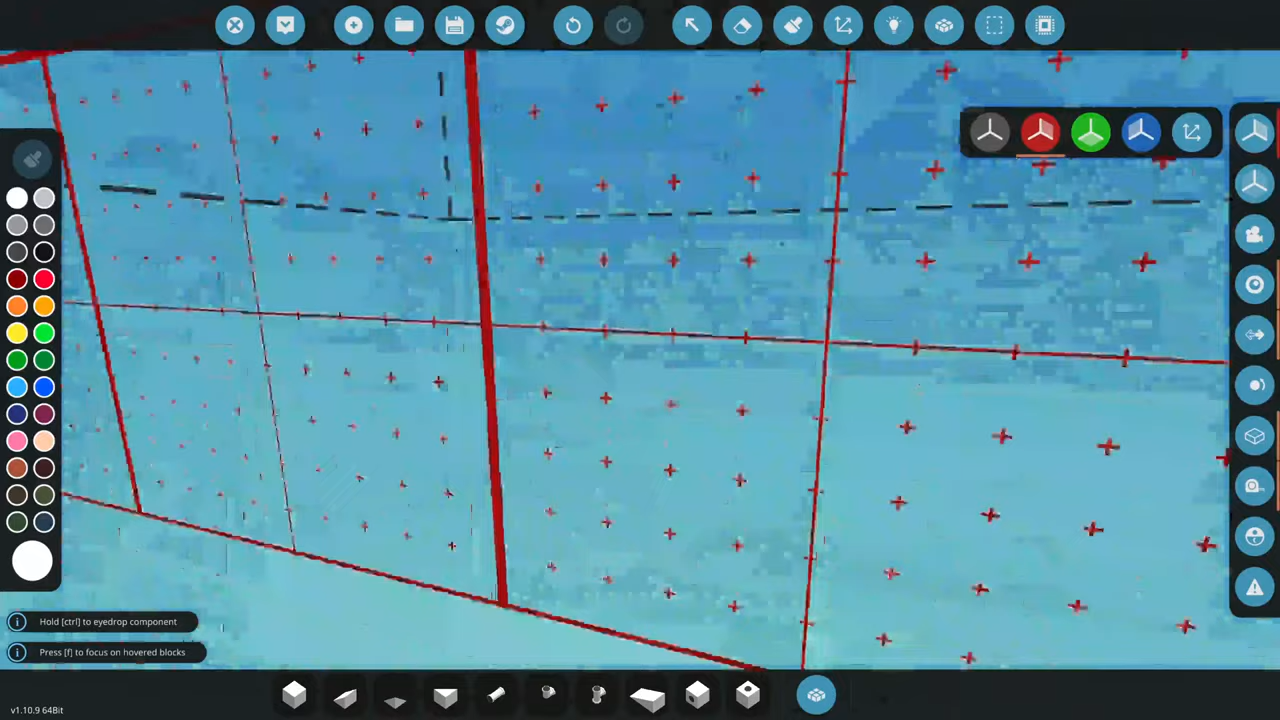 Hold [ctrl] to eyedrop component
Press [f] to focus on hovered blocks
v1.10.9 64Bit